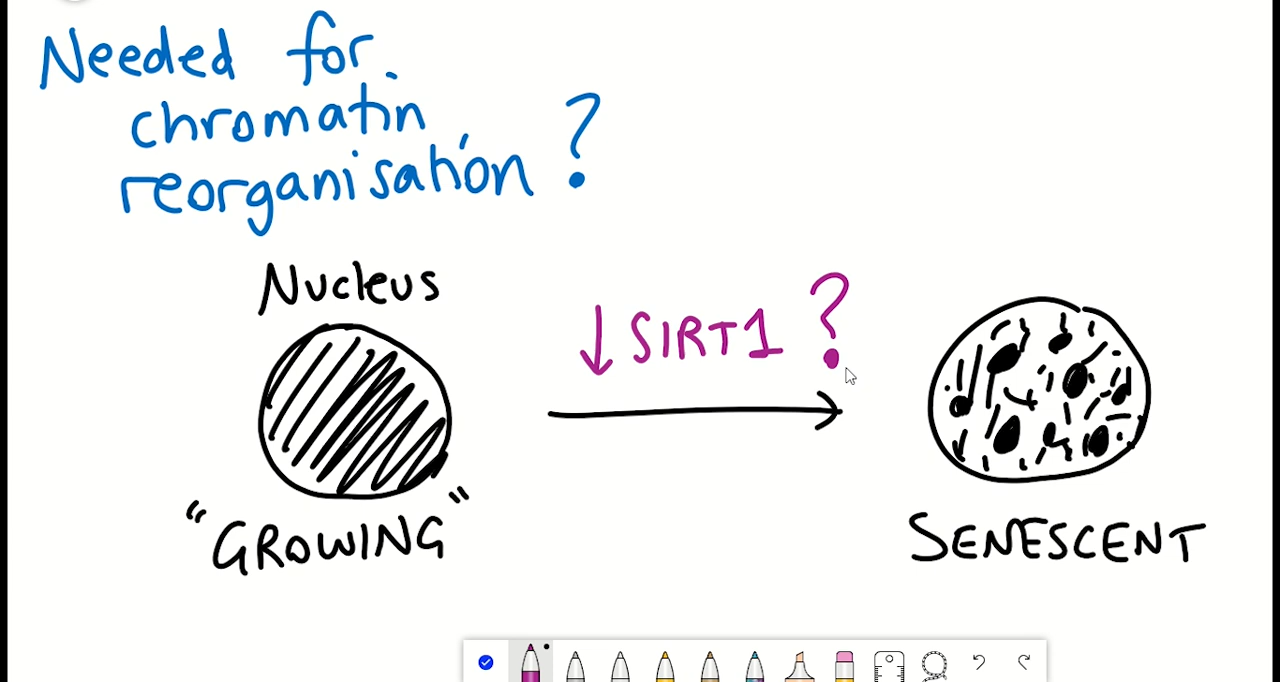 Needed for
chromatin
reorganisation ?
Nucleus
↓ SIRT1 ?
"GROWING"
SENESCENT